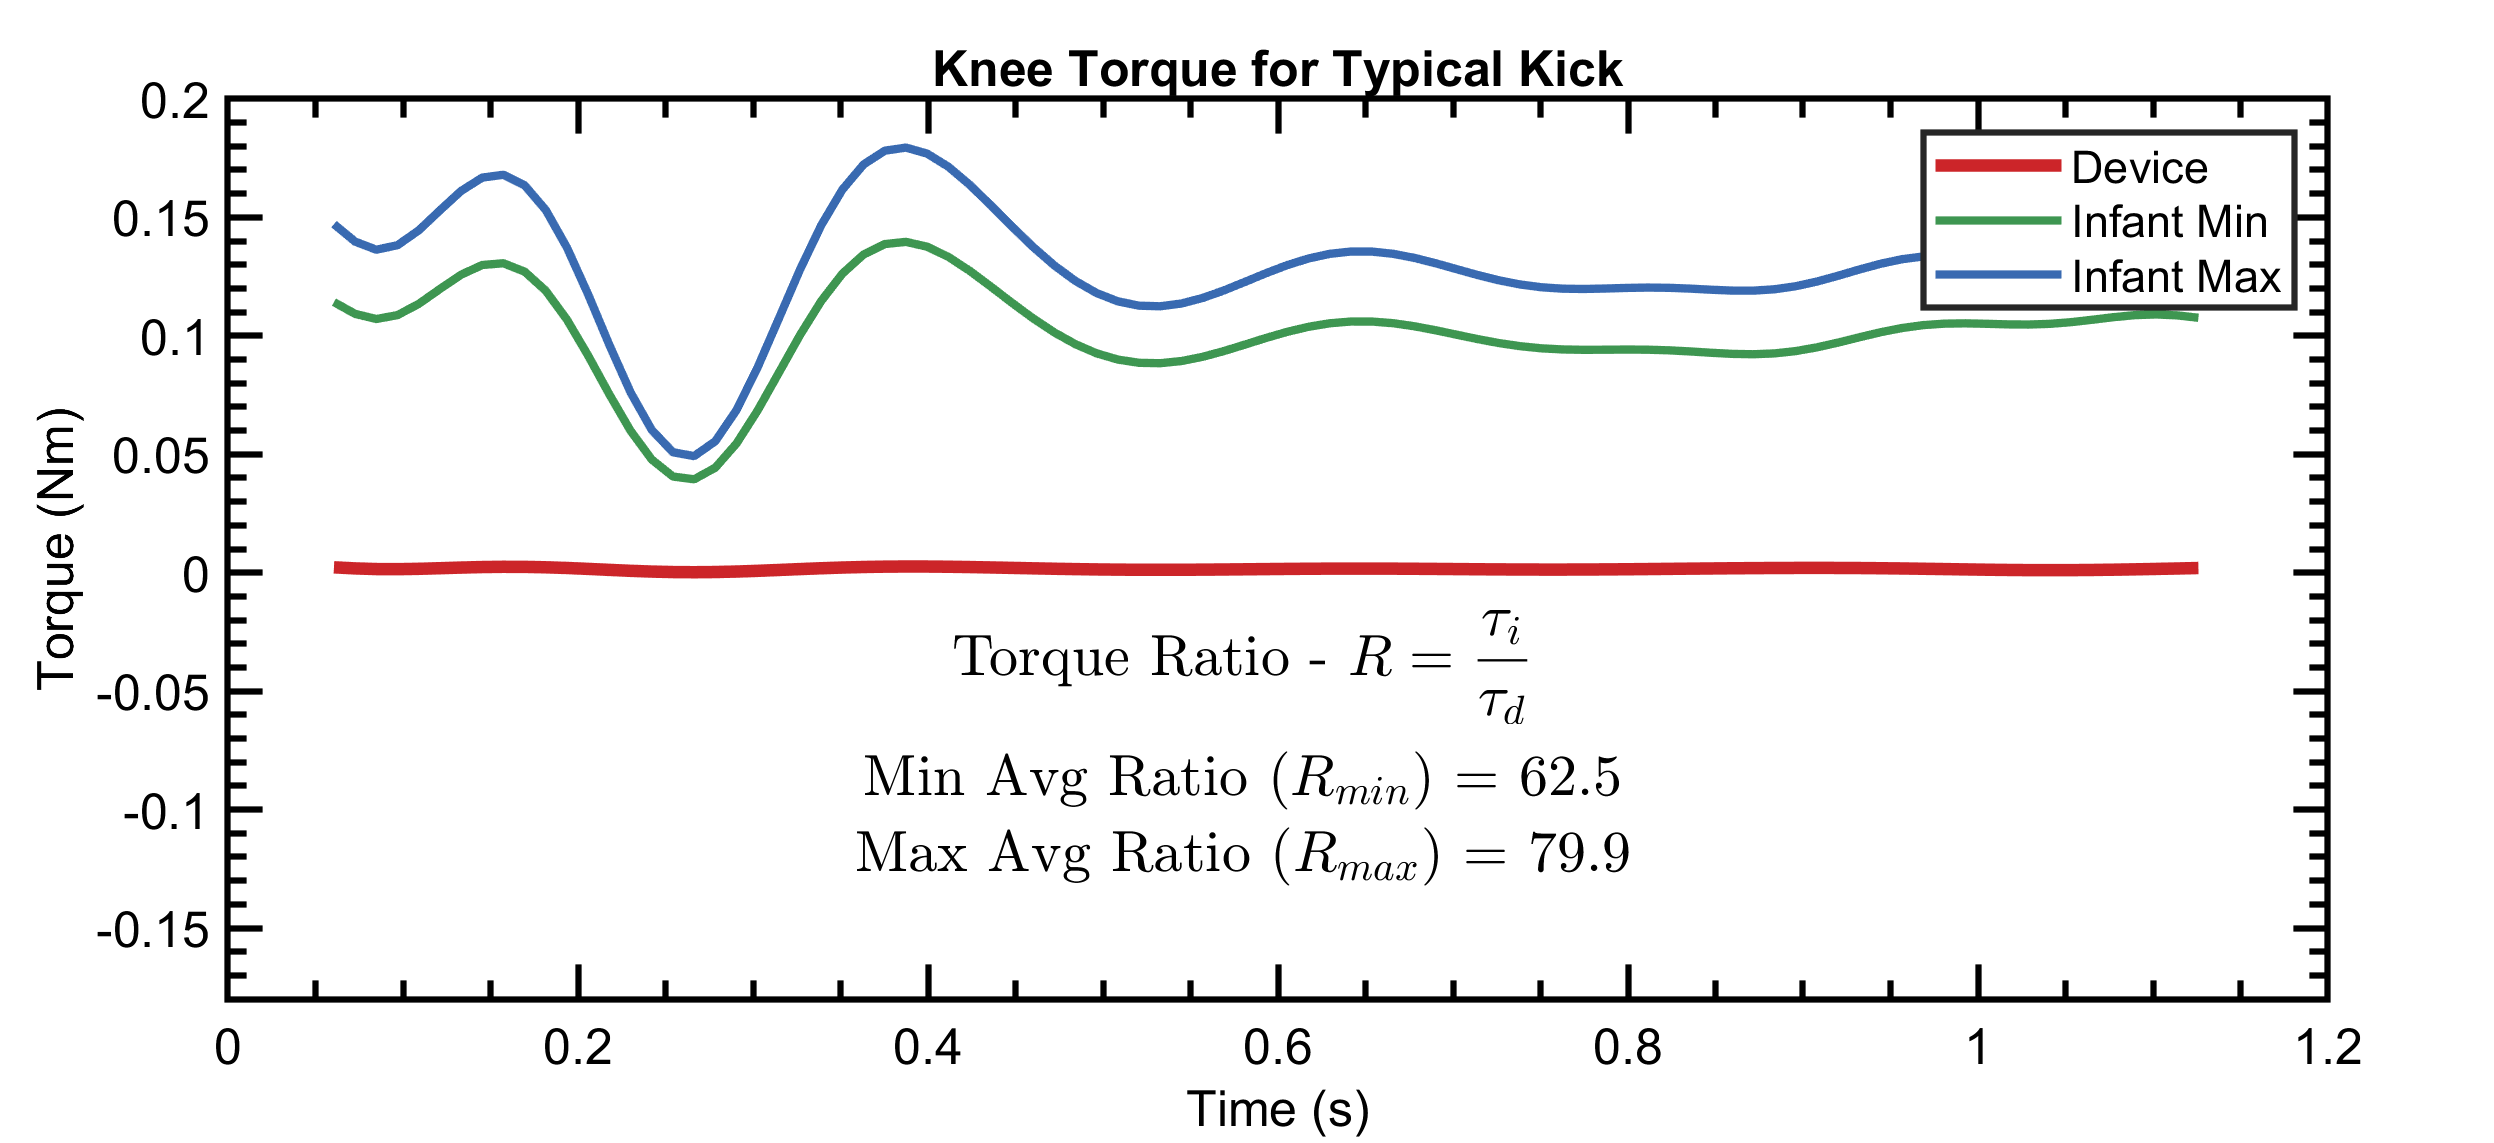 Knee Torque for Typical Kick
0.2
0.15
0.1
0.05
0
-0.05
-0.1
-0.15
Torque (Nm)
Device
Infant Min
Infant Max
Torque Ratio - R = τi/τd
Min Avg Ratio (Rmin) = 62.5
Max Avg Ratio (Rmax) = 79.9
0 0.2 0.4 0.6 0.8 1 1.2
Time (s)